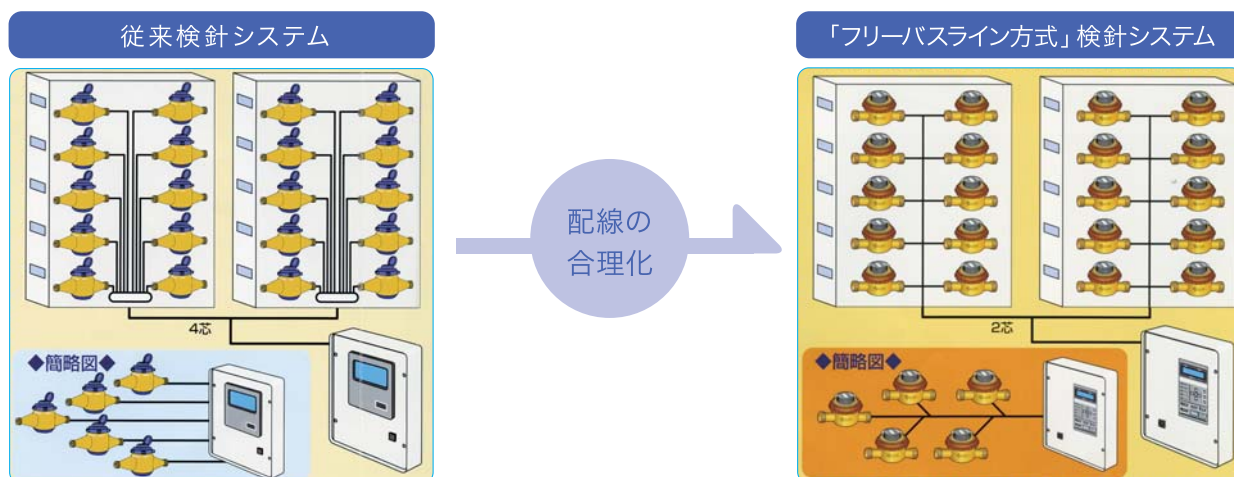 従来検針システム
「フリーバスライン方式」検針システム
配線の
合理化
4芯
◆簡略図◆
2芯
◆簡略図◆